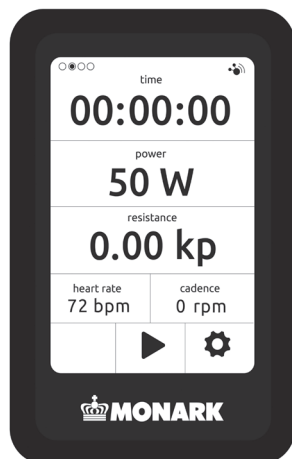 time
00:00:00
power
50 W
resistance
0.00 kp
heart rate cadence
72 bpm 0 rpm
MONARK